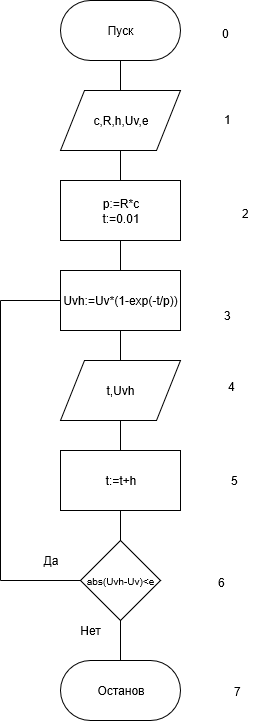 Пуск
0
c,R,h,Uv,e
1
p:=R*c
t:=0.01
2
Uvh:=Uv*(1-exp(-t/p))
3
t,Uvh
4
t:=t+h
5
Да
abs(Uvh-Uv)<e
6
Нет
Останов
7